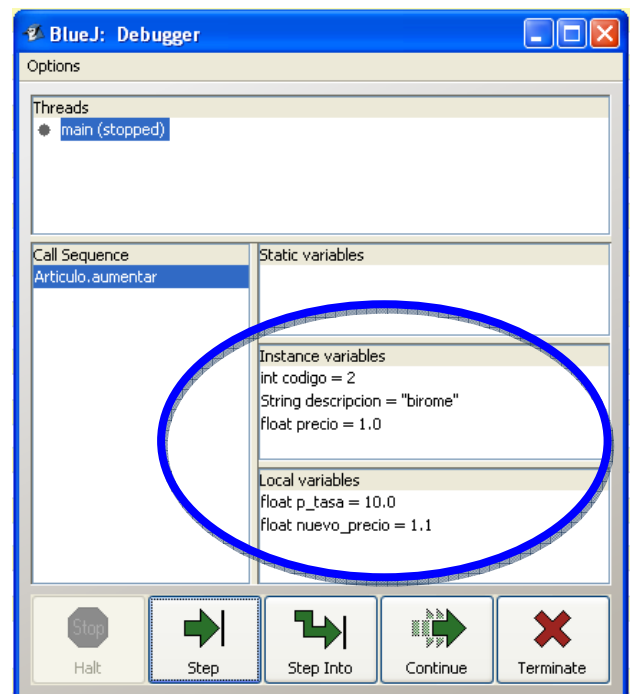 BlueJ: Debugger
Options
Threads
main (stopped)
Call Sequence
Articulo.aumentar
Static variables
Instance variables
int codigo = 2
String descripcion = "birome"
float precio = 1.0
Local variables
float p_tasa = 10.0
float nuevo_precio = 1.1
Stop
Halt
Step
Step Into
Continue
Terminate